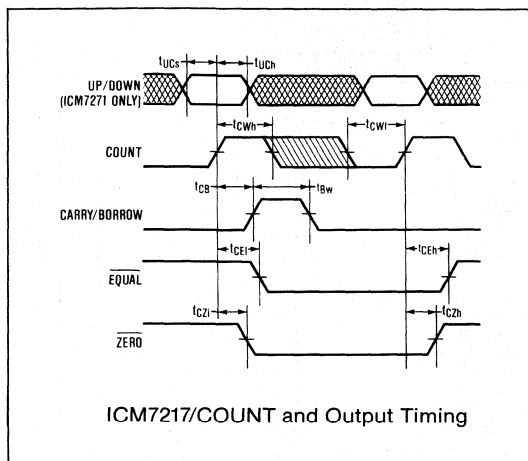 tUCs tUCh
UP/DOWN
(ICM7271 ONLY)
tCWh tCWl
COUNT
tCB tBw
CARRY/BORROW
tCEl tCEh
EQUAL
tCZi tCZh
ZERO
ICM7217/COUNT and Output Timing